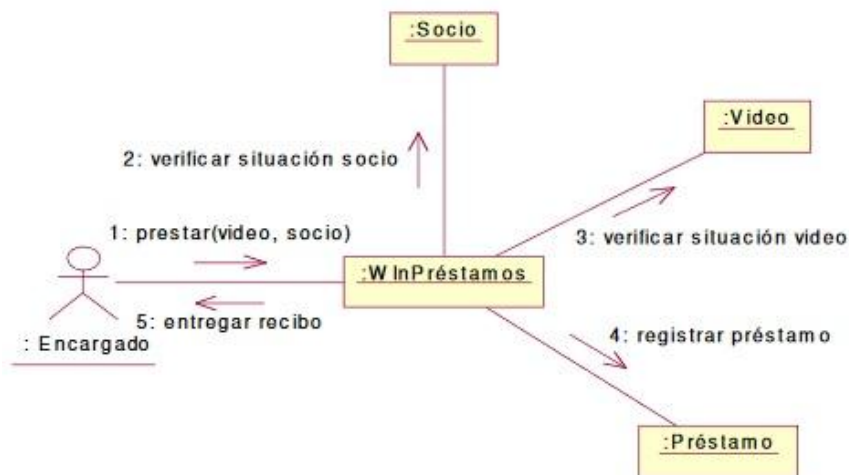 :Socio
:Video
2: verificar situación socio
1: prestar(video, socio)
3: verificar situación video
:WInPréstamos
5: entregar recibo
: Encargado
4: registrar préstamo
:Préstamo